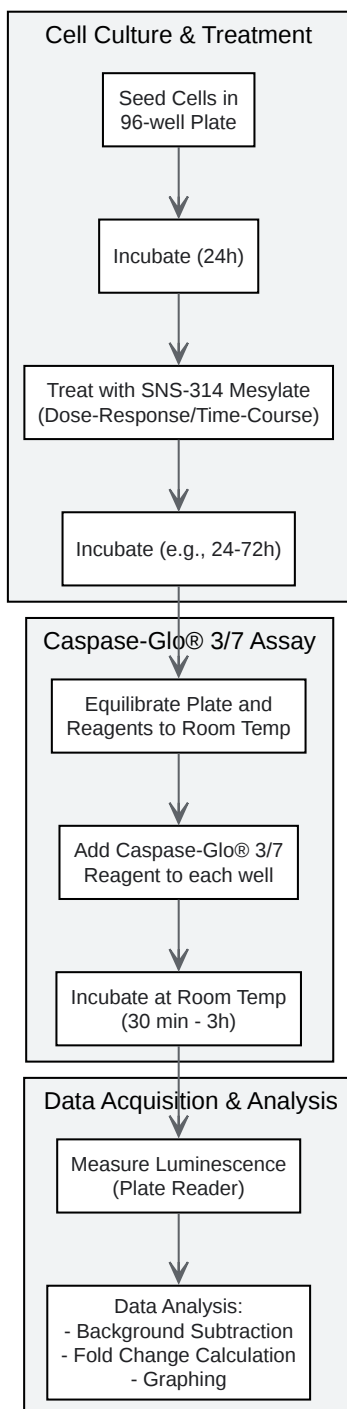 Cell Culture & Treatment
Seed Cells in
96-well Plate
Incubate (24h)
Treat with SNS-314 Mesylate
(Dose-Response/Time-Course)
Incubate (e.g., 24-72h)
Caspase-Glo® 3/7 Assay
Equilibrate Plate and
Reagents to Room Temp
Add Caspase-Glo® 3/7
Reagent to each well
Incubate at Room Temp
(30 min - 3h)
Data Acquisition & Analysis
Measure Luminescence
(Plate Reader)
Data Analysis:
- Background Subtraction
- Fold Change Calculation
- Graphing